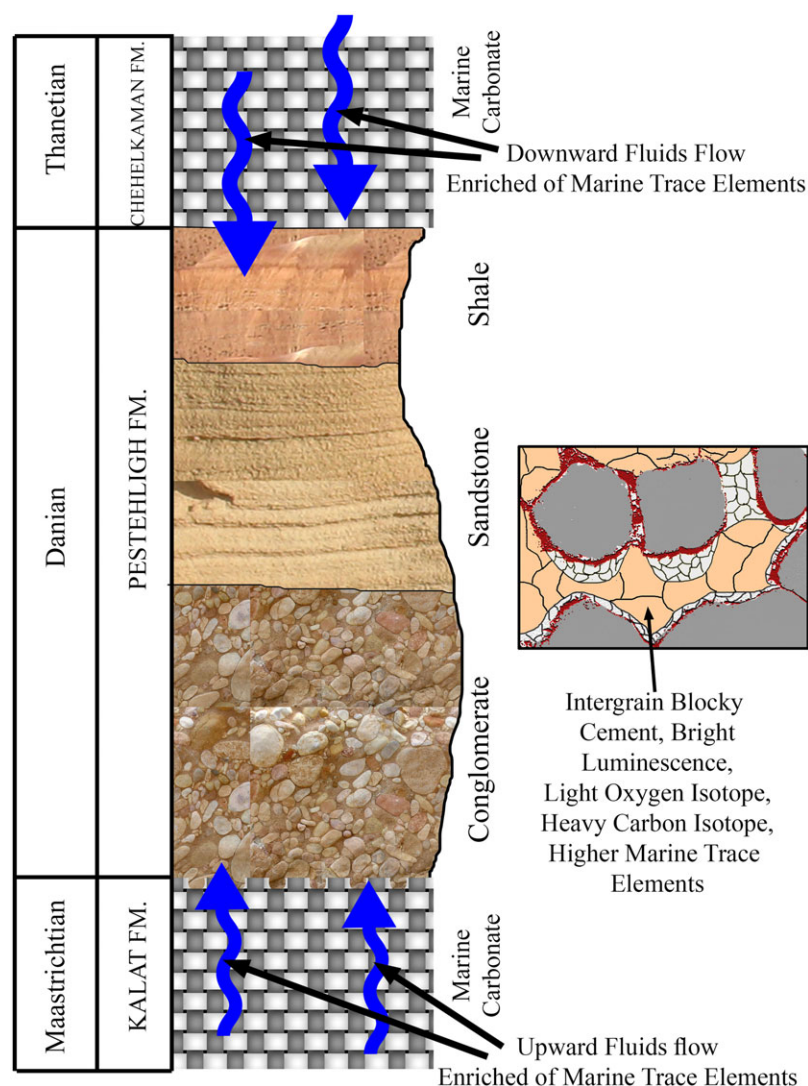 Thanetian
CHEHELKAMAN FM.
Marine
Carbonate
Downward Fluids Flow
Enriched of Marine Trace Elements
Danian
PESTEHLIGH FM.
Shale
Sandstone
Conglomerate
Intergrain Blocky
Cement, Bright
Luminescence,
Light Oxygen Isotope,
Heavy Carbon Isotope,
Higher Marine Trace
Elements
Maastrichtian
KALAT FM.
Marine
Carbonate
Upward Fluids flow
Enriched of Marine Trace Elements